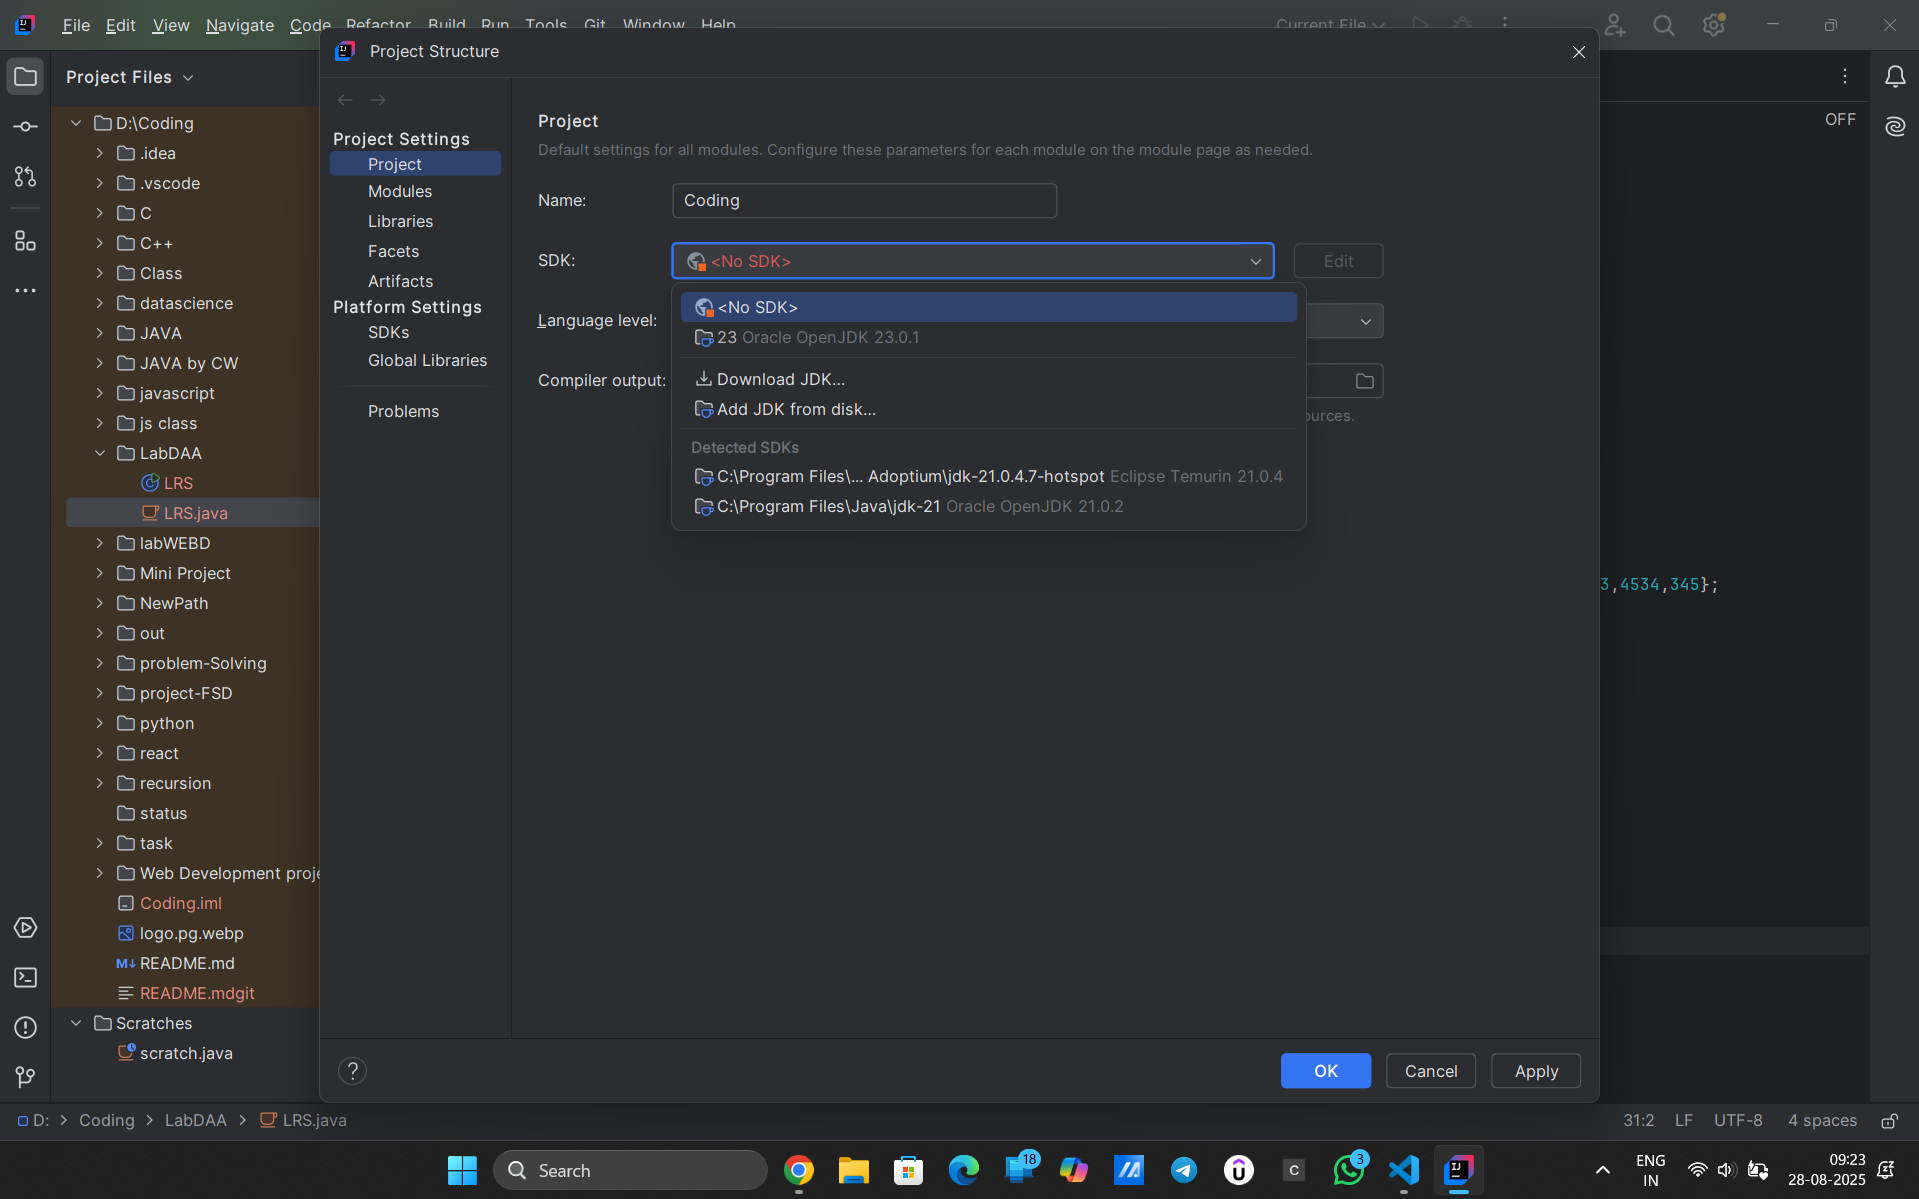 File Edit View Navigate Code Refactor Build Run Tools Git Window Help Current File
Project Structure
Project Files
D:\Coding
.idea
.vscode
C
C++
Class
datascience
JAVA
JAVA by CW
javascript
js class
LabDAA
LRS
LRS.java
labWEBD
Mini Project
NewPath
out
problem-Solving
project-FSD
python
react
recursion
status
task
Web Development proje
Coding.iml
logo.pg.webp
README.md
README.mdgit
Scratches
scratch.java
Project Settings
Project
Modules
Libraries
Facets
Artifacts
Platform Settings
SDKs
Global Libraries
Problems
Project
Default settings for all modules. Configure these parameters for each module on the module page as needed.
Name: Coding
SDK: <No SDK> Edit
Language level:
Compiler output:
<No SDK>
23 Oracle OpenJDK 23.0.1
Download JDK...
Add JDK from disk...
Detected SDKs
C:\Program Files\... Adoptium\jdk-21.0.4.7-hotspot Eclipse Temurin 21.0.4
C:\Program Files\Java\jdk-21 Oracle OpenJDK 21.0.2
OFF
3,4534,345};
? OK Cancel Apply
D: > Coding > LabDAA > LRS.java 31:2 LF UTF-8 4 spaces
Search
18
3
ENG
IN
09:23
28-08-2025